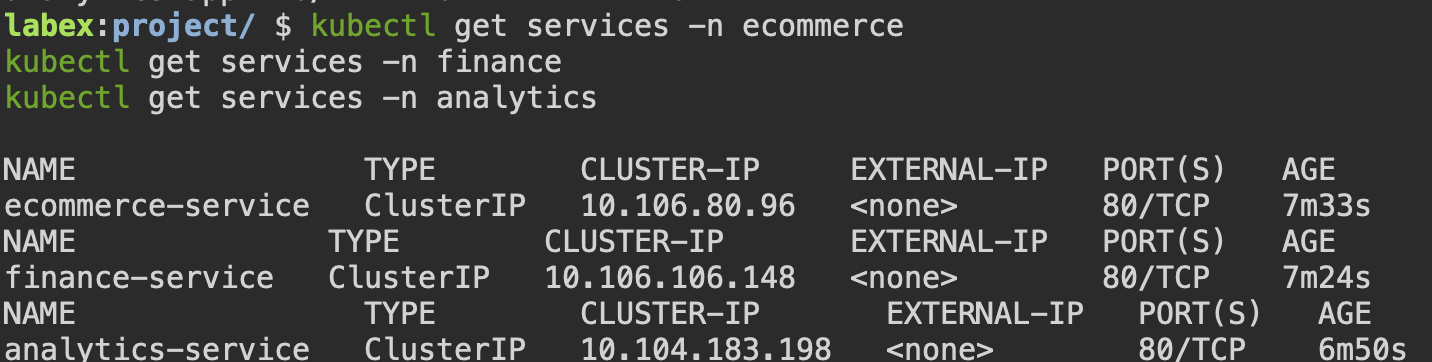 labex:project/ $ kubectl get services -n ecommerce
kubectl get services -n finance
kubectl get services -n analytics
NAME                TYPE        CLUSTER-IP     EXTERNAL-IP   PORT(S)   AGE
ecommerce-service   ClusterIP   10.106.80.96   <none>        80/TCP    7m33s
NAME              TYPE        CLUSTER-IP       EXTERNAL-IP   PORT(S)   AGE
finance-service   ClusterIP   10.106.106.148   <none>        80/TCP    7m24s
NAME                TYPE        CLUSTER-IP       EXTERNAL-IP   PORT(S)   AGE
analytics-service   ClusterIP   10.104.183.198   <none>        80/TCP    6m50s